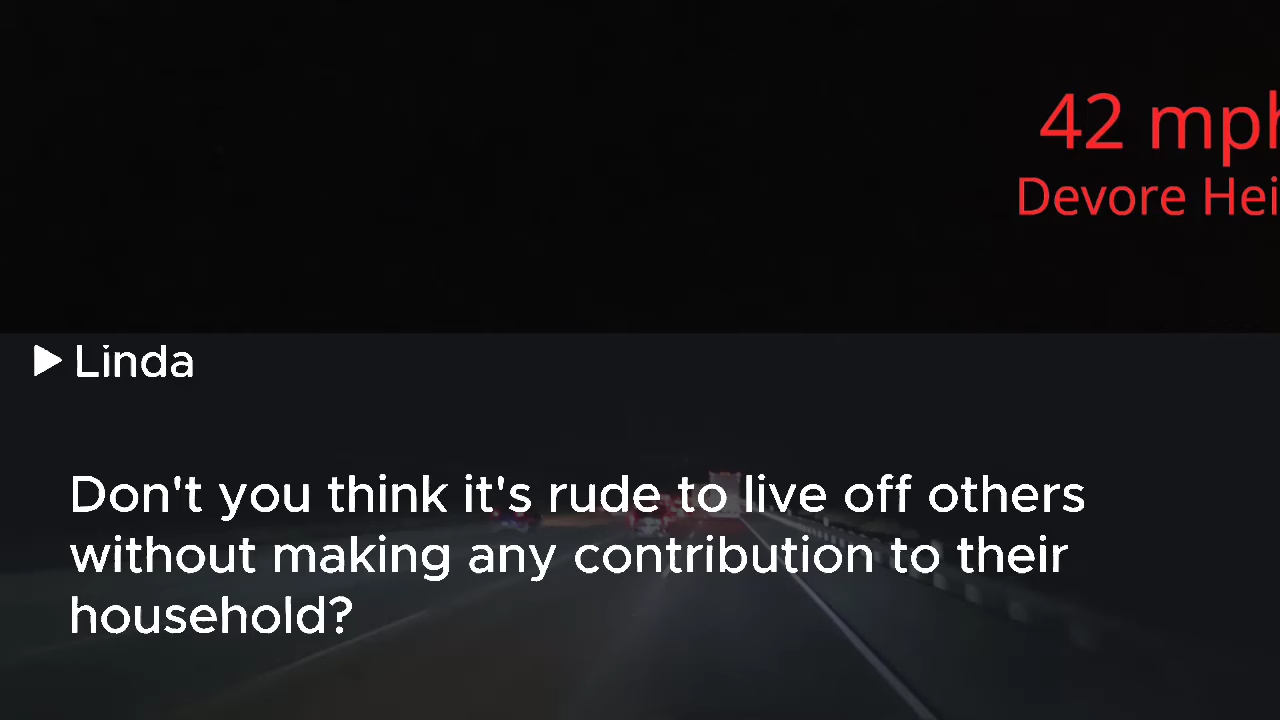 42 mph
Devore Hei
▶ Linda
Don't you think it's rude to live off others
without making any contribution to their
household?